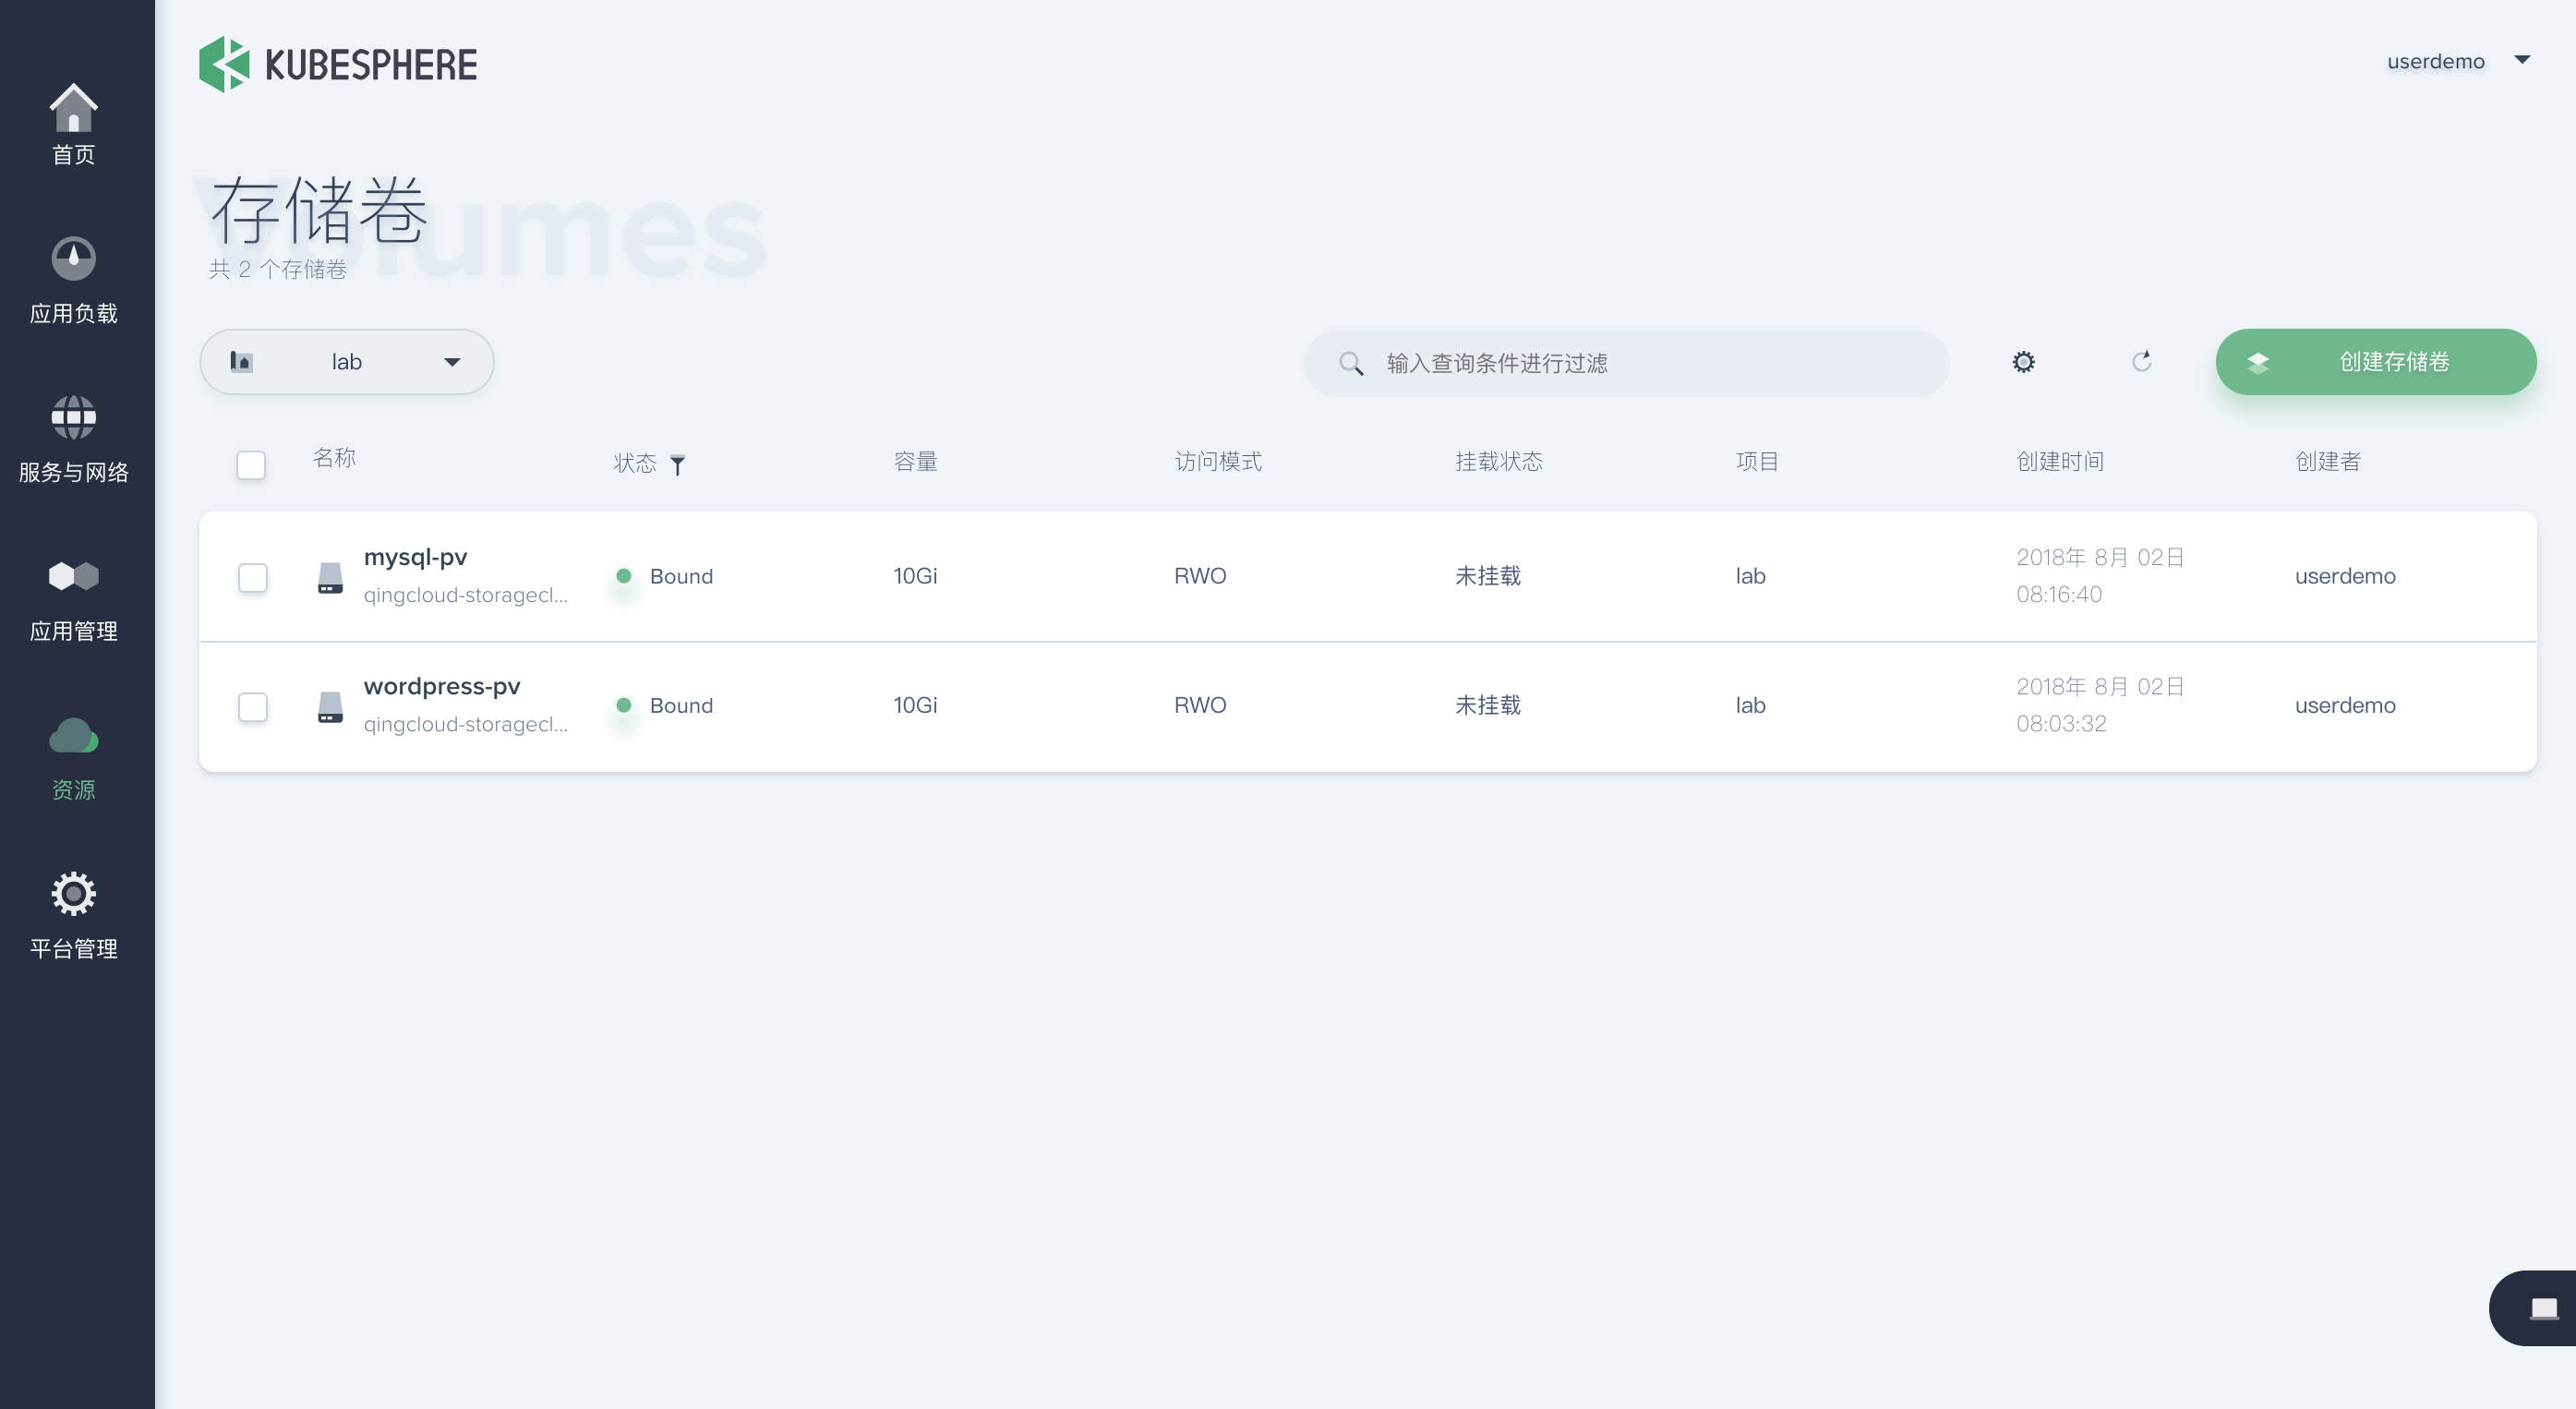 KUBESPHERE
userdemo
首页
应用负载
服务与网络
应用管理
资源
平台管理
Volumes
存储卷
共 2 个存储卷
lab
输入查询条件进行过滤
创建存储卷
名称 状态 容量 访问模式 挂载状态 项目 创建时间 创建者
mysql-pv
qingcloud-storagecl...
Bound 10Gi RWO 未挂载 lab
2018年 8月 02日
08:16:40
userdemo
wordpress-pv
qingcloud-storagecl...
Bound 10Gi RWO 未挂载 lab
2018年 8月 02日
08:03:32
userdemo